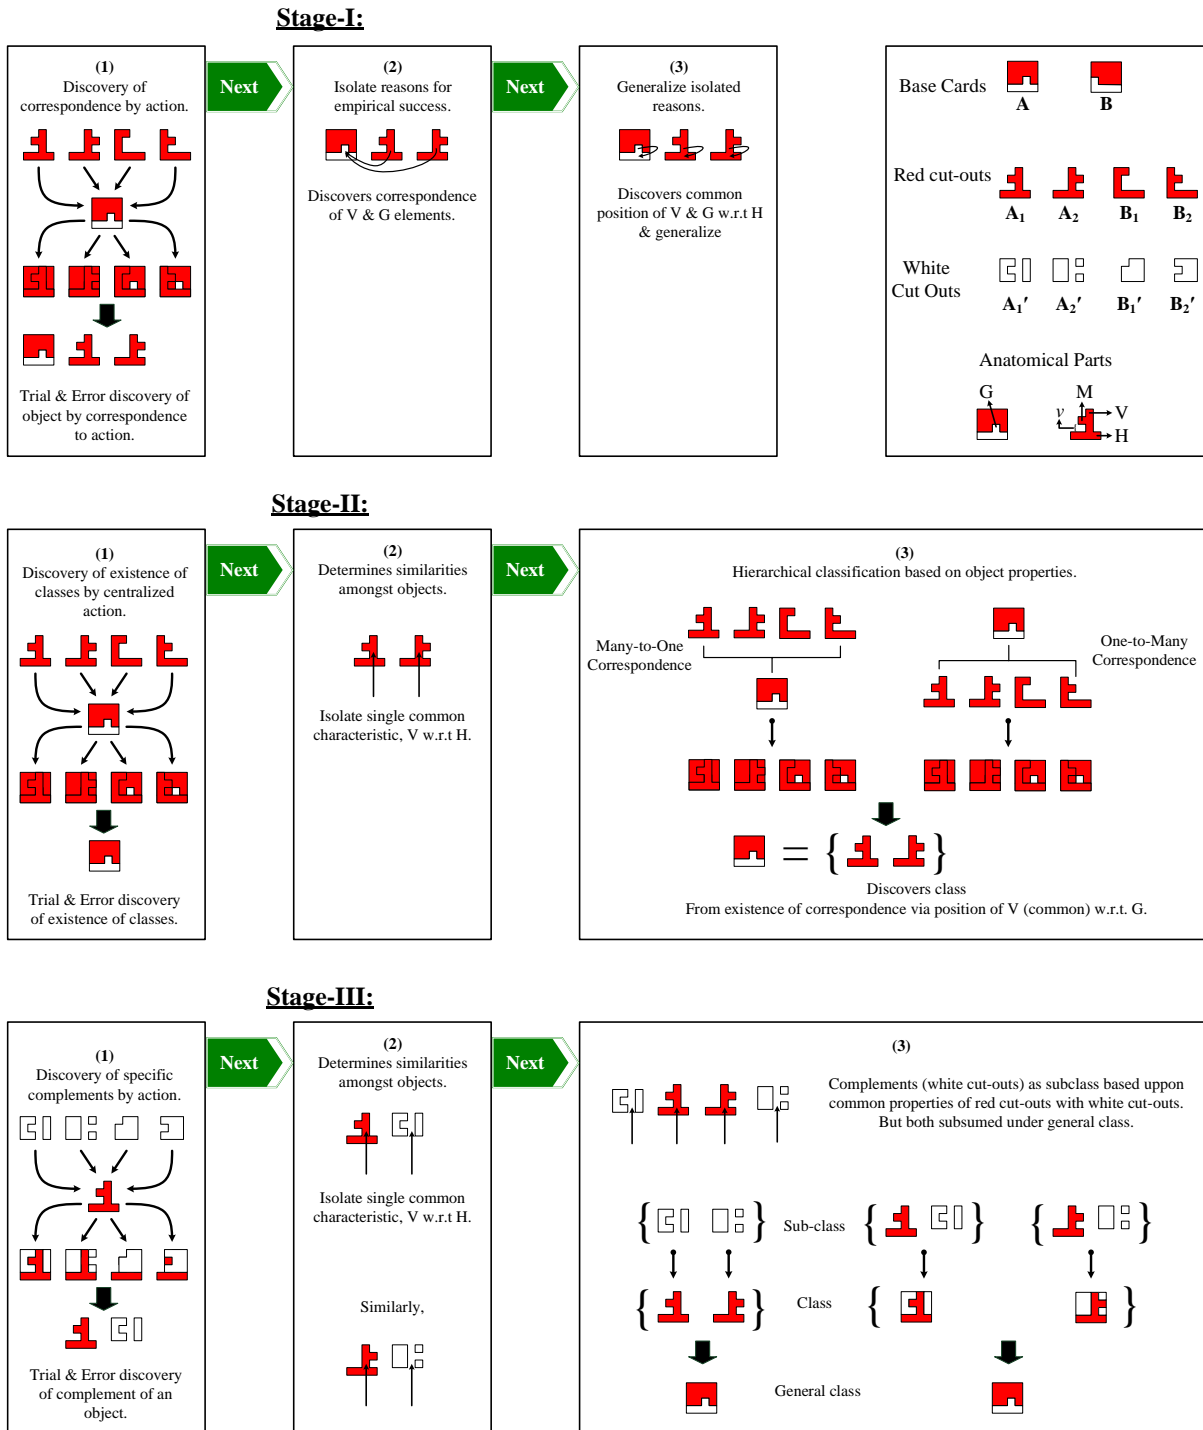 Stage-I:
(1)
Discovery of
correspondence by action.
Trial & Error discovery of
object by correspondence
to action.
Next
(2)
Isolate reasons for
empirical success.
Discovers correspondence
of V & G elements.
Next
(3)
Generalize isolated
reasons.
Discovers common
position of V & G w.r.t H
& generalize
Base Cards
A B
Red cut-outs
A₁ A₂ B₁ B₂
White
Cut Outs
A₁′ A₂′ B₁′ B₂′
Anatomical Parts
G
M
v
V
H
Stage-II:
(1)
Discovery of existence of
classes by centralized
action.
Trial & Error discovery
of existence of classes.
Next
(2)
Determines similarities
amongst objects.
Isolate single common
characteristic, V w.r.t H.
Next
(3)
Hierarchical classification based on object properties.
Many-to-One
Correspondence
One-to-Many
Correspondence
= { }
Discovers class
From existence of correspondence via position of V (common) w.r.t. G.
Stage-III:
(1)
Discovery of specific
complements by action.
Trial & Error discovery
of complement of an
object.
Next
(2)
Determines similarities
amongst objects.
Isolate single common
characteristic, V w.r.t H.
Similarly,
Next
(3)
Complements (white cut-outs) as subclass based uppon
common properties of red cut-outs with white cut-outs.
But both subsumed under general class.
{ } Sub-class { } { }
{ } Class { }
General class